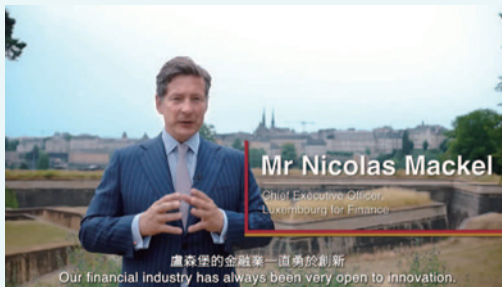 Mr Nicolas Mackel
Chief Executive Officer,
Luxembourg for Finance
盧森堡的金融業一直勇於創新
Our financial industry has always been very open to innovation.